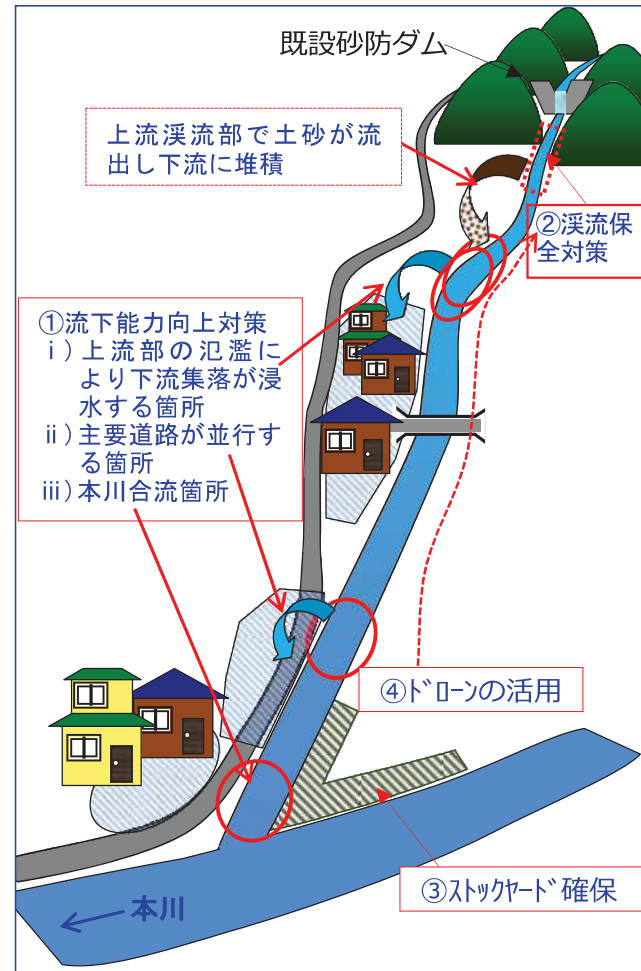 既設砂防ダム
上流渓流部で土砂が流
出し下流に堆積
②渓流保
全対策
①流下能力向上対策
ⅰ）上流部の氾濫に
より下流集落が浸
水する箇所
ⅱ）主要道路が並行す
る箇所
ⅲ）本川合流箇所
④ドローンの活用
③ストックヤード確保
本川